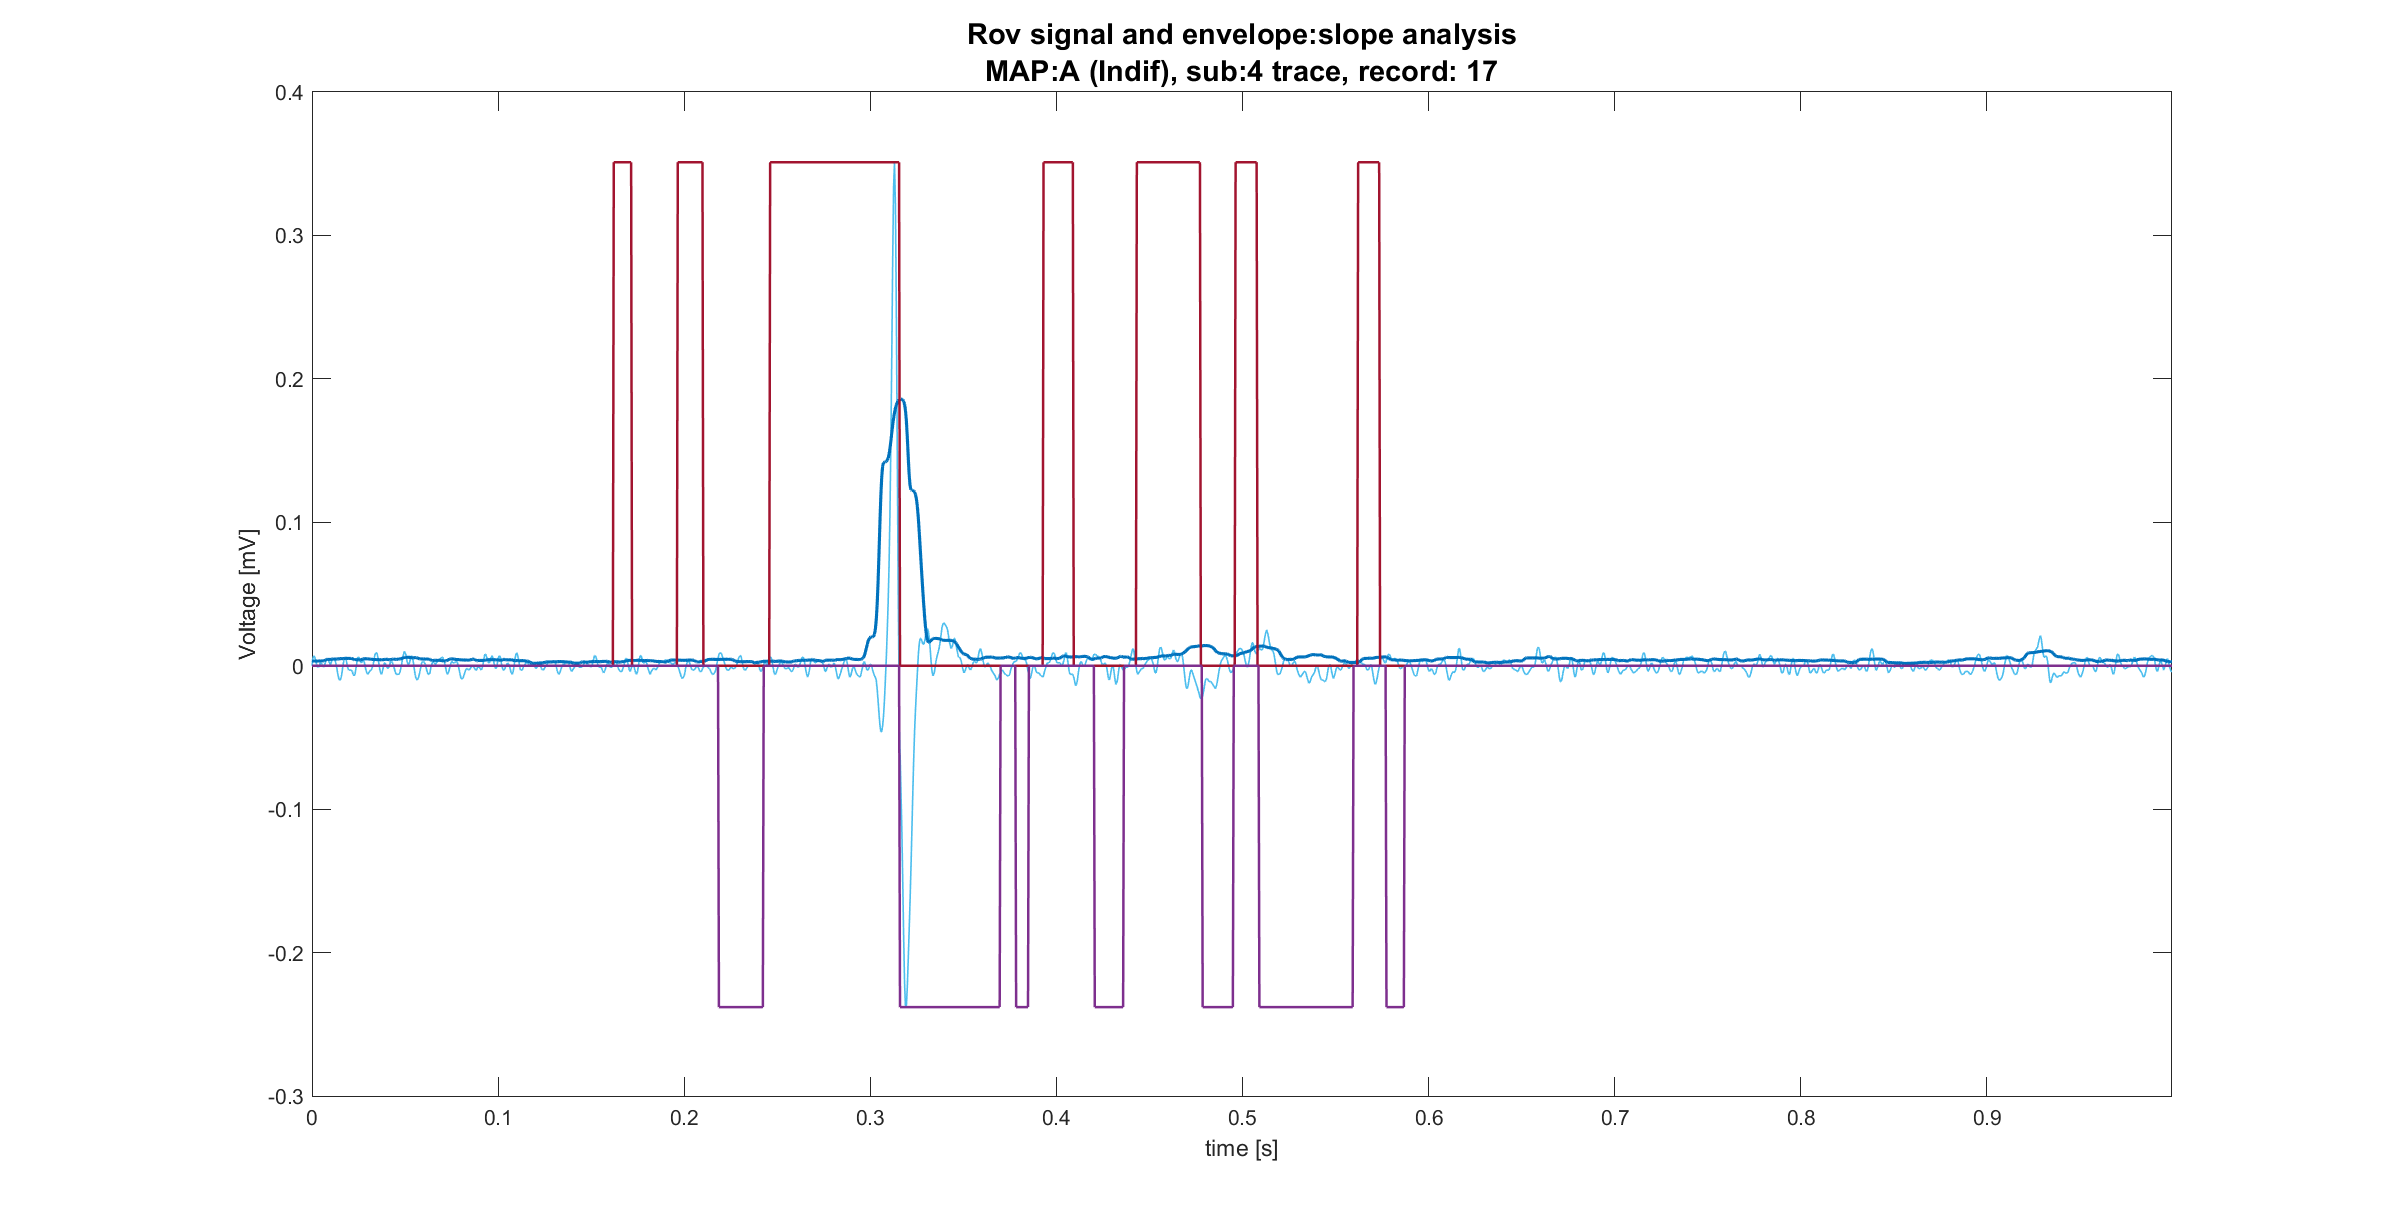 Rov signal and envelope:slope analysis
MAP:A (Indif), sub:4 trace, record: 17
0.4
0.3
0.2
0.1
0
-0.1
-0.2
-0.3
Voltage [mV]
0 0.1 0.2 0.3 0.4 0.5 0.6 0.7 0.8 0.9
time [s]